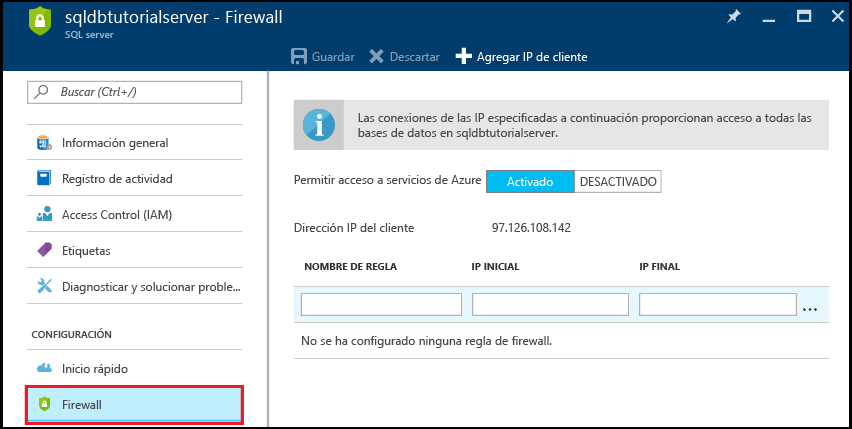 sqldbtutorialserver - Firewall
SQL server
Guardar
Descartar
Agregar IP de cliente
Buscar (Ctrl+/)
Información general
Registro de actividad
Access Control (IAM)
Etiquetas
Diagnosticar y solucionar proble...
CONFIGURACIÓN
Inicio rápido
Firewall
Las conexiones de las IP especificadas a continuación proporcionan acceso a todas las
bases de datos en sqldbtutorialserver.
Permitir acceso a servicios de Azure
Activado
DESACTIVADO
Dirección IP del cliente
97.126.108.142
NOMBRE DE REGLA
IP INICIAL
IP FINAL
...
No se ha configurado ninguna regla de firewall.